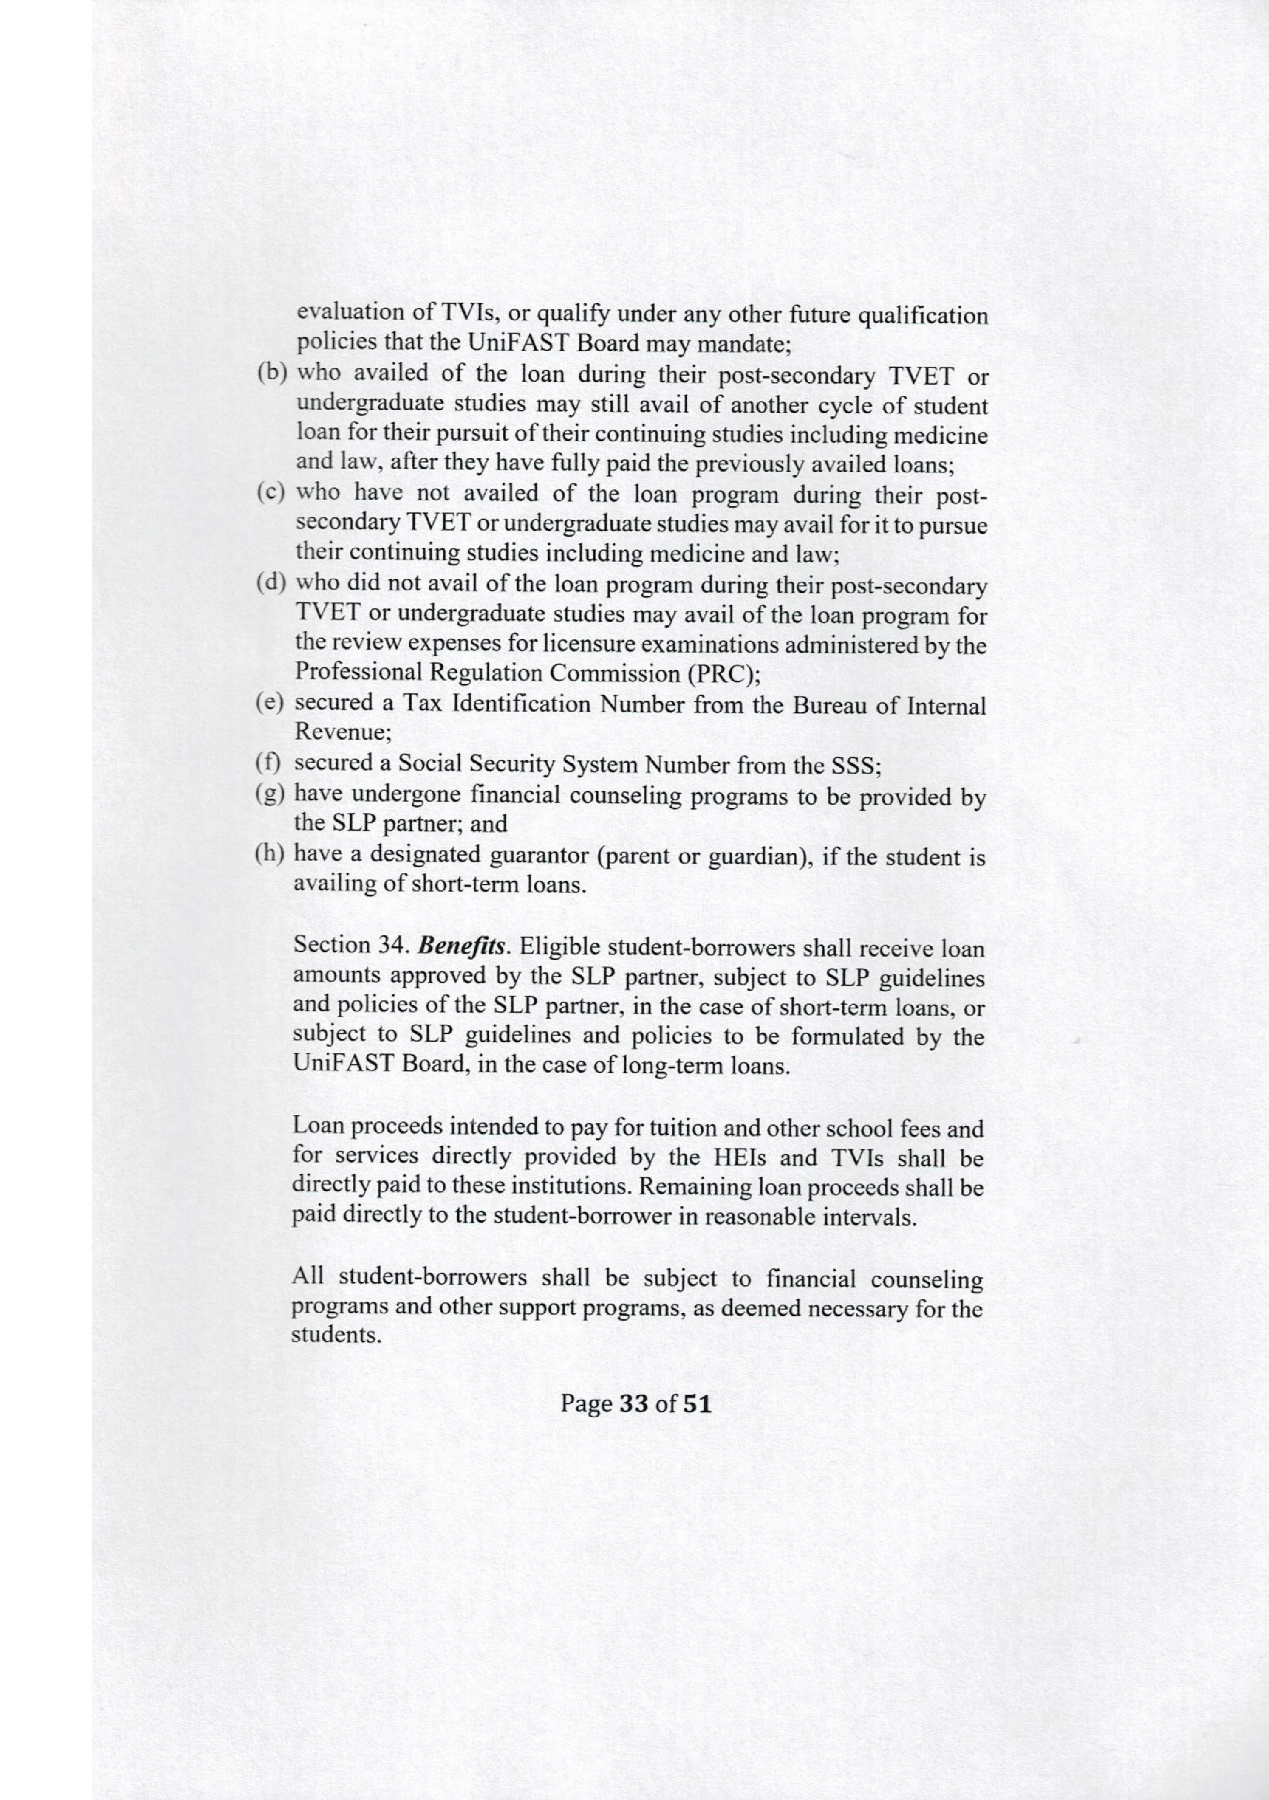 evaluation of TVIs, or qualify under any other future qualification
policies that the UniFAST Board may mandate;
(b) who availed of the loan during their post-secondary TVET or
undergraduate studies may still avail of another cycle of student
loan for their pursuit of their continuing studies including medicine
and law, after they have fully paid the previously availed loans;
(c) who have not availed of the loan program during their post-
secondary TVET or undergraduate studies may avail for it to pursue
their continuing studies including medicine and law;
(d) who did not avail of the loan program during their post-secondary
TVET or undergraduate studies may avail of the loan program for
the review expenses for licensure examinations administered by the
Professional Regulation Commission (PRC);
(e) secured a Tax Identification Number from the Bureau of Internal
Revenue;
(f) secured a Social Security System Number from the SSS;
(g) have undergone financial counseling programs to be provided by
the SLP partner; and
(h) have a designated guarantor (parent or guardian), if the student is
availing of short-term loans.
Section 34. Benefits. Eligible student-borrowers shall receive loan
amounts approved by the SLP partner, subject to SLP guidelines
and policies of the SLP partner, in the case of short-term loans, or
subject to SLP guidelines and policies to be formulated by the
UniFAST Board, in the case of long-term loans.
Loan proceeds intended to pay for tuition and other school fees and
for services directly provided by the HEIs and TVIs shall be
directly paid to these institutions. Remaining loan proceeds shall be
paid directly to the student-borrower in reasonable intervals.
All student-borrowers shall be subject to financial counseling
programs and other support programs, as deemed necessary for the
students.
Page 33 of 51